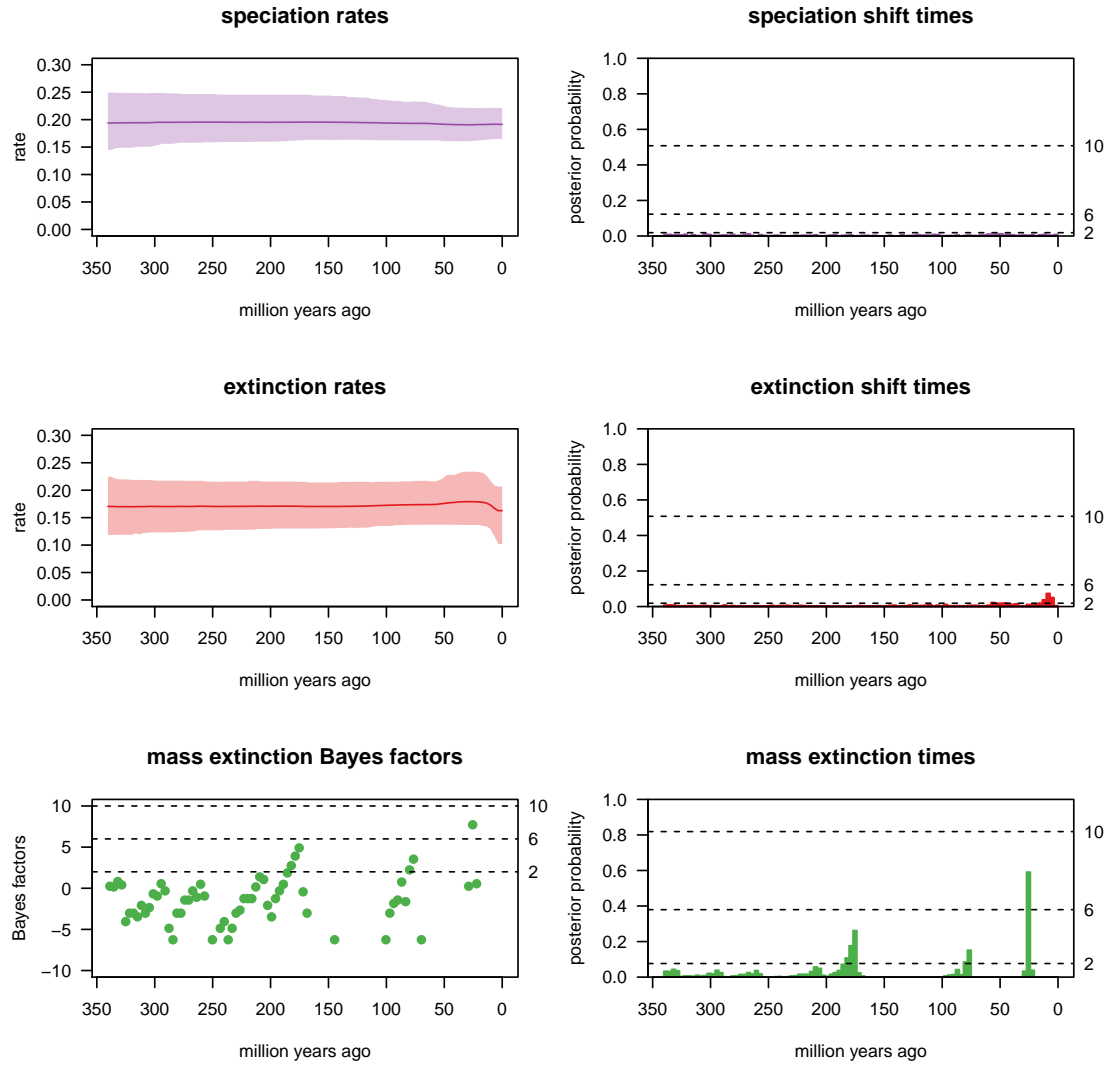 speciation rates
0.30
0.25
0.20
0.15
0.10
0.05
0.00
rate
350 300 250 200 150 100 50 0
million years ago
speciation shift times
1.0
0.8
0.6
0.4
0.2
0.0
posterior probability
10
6
2
350 300 250 200 150 100 50 0
million years ago
extinction rates
0.30
0.25
0.20
0.15
0.10
0.05
0.00
rate
350 300 250 200 150 100 50 0
million years ago
extinction shift times
1.0
0.8
0.6
0.4
0.2
0.0
posterior probability
10
6
2
350 300 250 200 150 100 50 0
million years ago
mass extinction Bayes factors
10
5
0
−5
−10
Bayes factors
10
6
2
350 300 250 200 150 100 50 0
million years ago
mass extinction times
1.0
0.8
0.6
0.4
0.2
0.0
posterior probability
10
6
2
350 300 250 200 150 100 50 0
million years ago